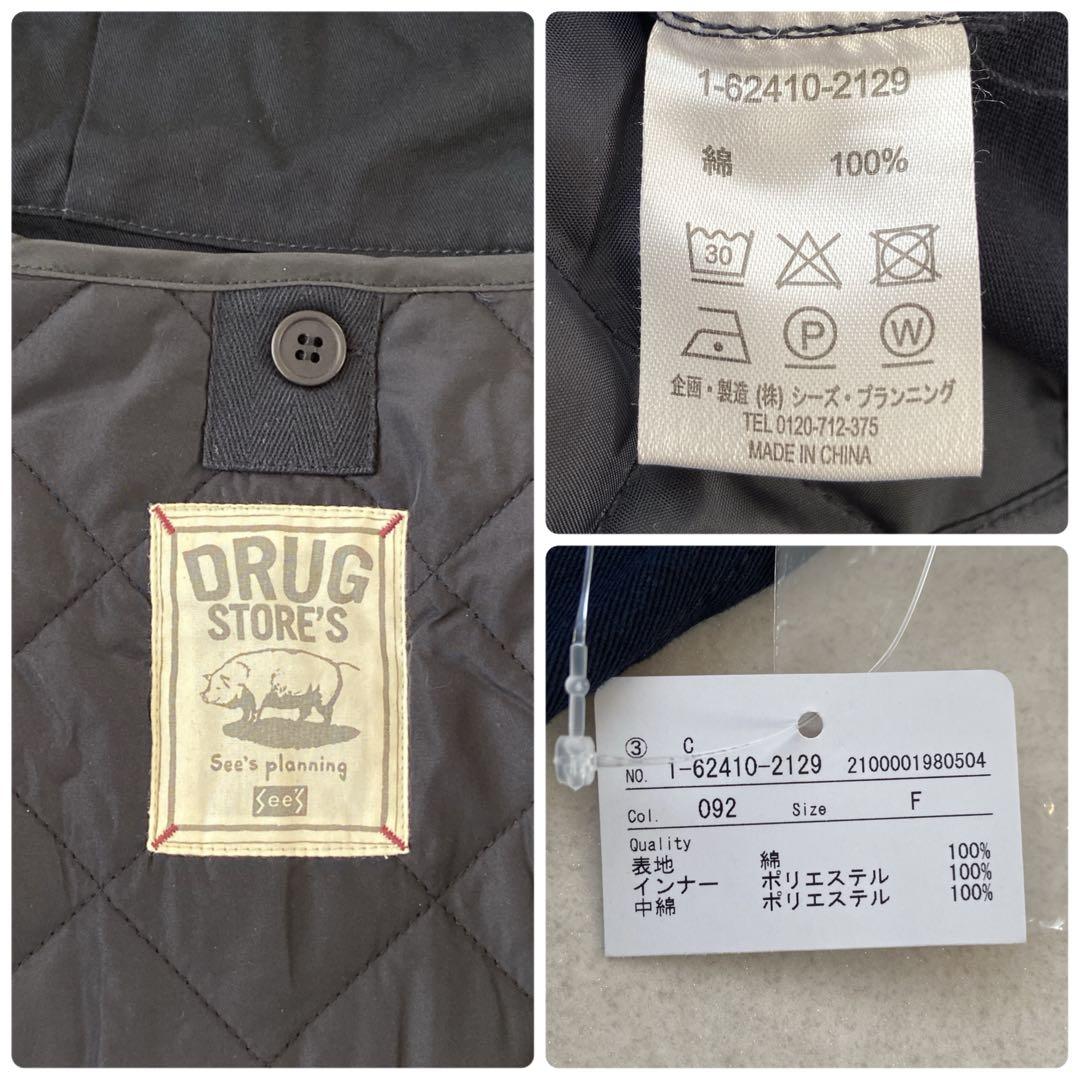 DRUG
STORE'S
See's planning
See's
1-62410-2129
綿 100%
30
P W
企画・製造 (株) シーズ・プランニング
TEL 0120-712-375
MADE IN CHINA
③ C
NO. 1-62410-2129 2100001980504
Col. 092 Size F
Quality
表地 綿 100%
インナー ポリエステル 100%
中綿 ポリエステル 100%